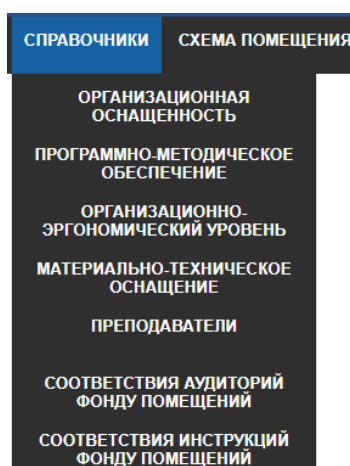 СПРАВОЧНИКИ СХЕМА ПОМЕЩЕНИЯ
ОРГАНИЗАЦИОННАЯ
ОСНАЩЕННОСТЬ
ПРОГРАММНО-МЕТОДИЧЕСКОЕ
ОБЕСПЕЧЕНИЕ
ОРГАНИЗАЦИОННО-
ЭРГОНОМИЧЕСКИЙ УРОВЕНЬ
МАТЕРИАЛЬНО-ТЕХНИЧЕСКОЕ
ОСНАЩЕНИЕ
ПРЕПОДАВАТЕЛИ
СООТВЕТСТВИЯ АУДИТОРИЙ
ФОНДУ ПОМЕЩЕНИЙ
СООТВЕТСТВИЯ ИНСТРУКЦИЙ
ФОНДУ ПОМЕЩЕНИЙ